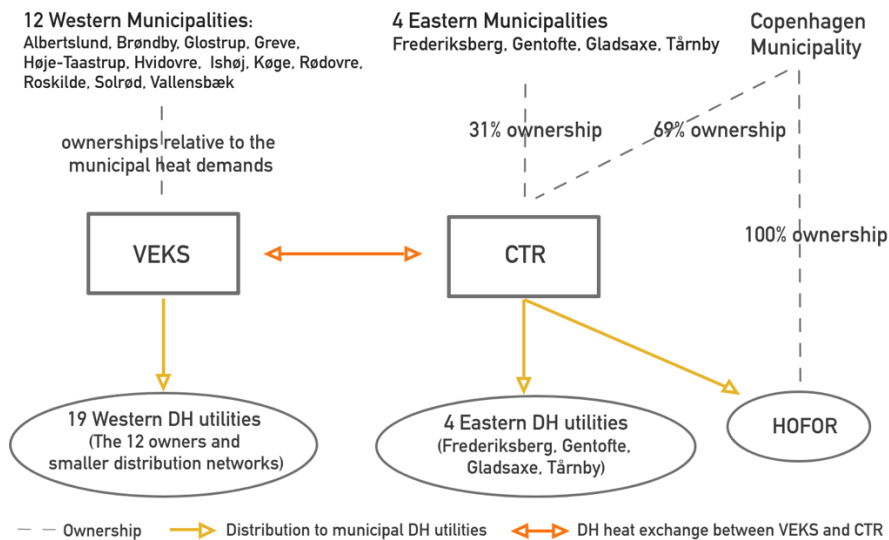 12 Western Municipalities:
Albertslund, Brøndby, Glostrup, Greve,
Høje-Taastrup, Hvidovre, Ishøj, Køge, Rødovre,
Roskilde, Solrød, Vallensbæk
4 Eastern Municipalities
Frederiksberg, Gentofte, Gladsaxe, Tårnby
Copenhagen
Municipality
ownerships relative to the
municipal heat demands
31% ownership
69% ownership
100% ownership
VEKS
CTR
19 Western DH utilities
(The 12 owners and
smaller distribution networks)
4 Eastern DH utilities
(Frederiksberg, Gentofte,
Gladsaxe, Tårnby)
HOFOR
Ownership
Distribution to municipal DH utilities
DH heat exchange between VEKS and CTR